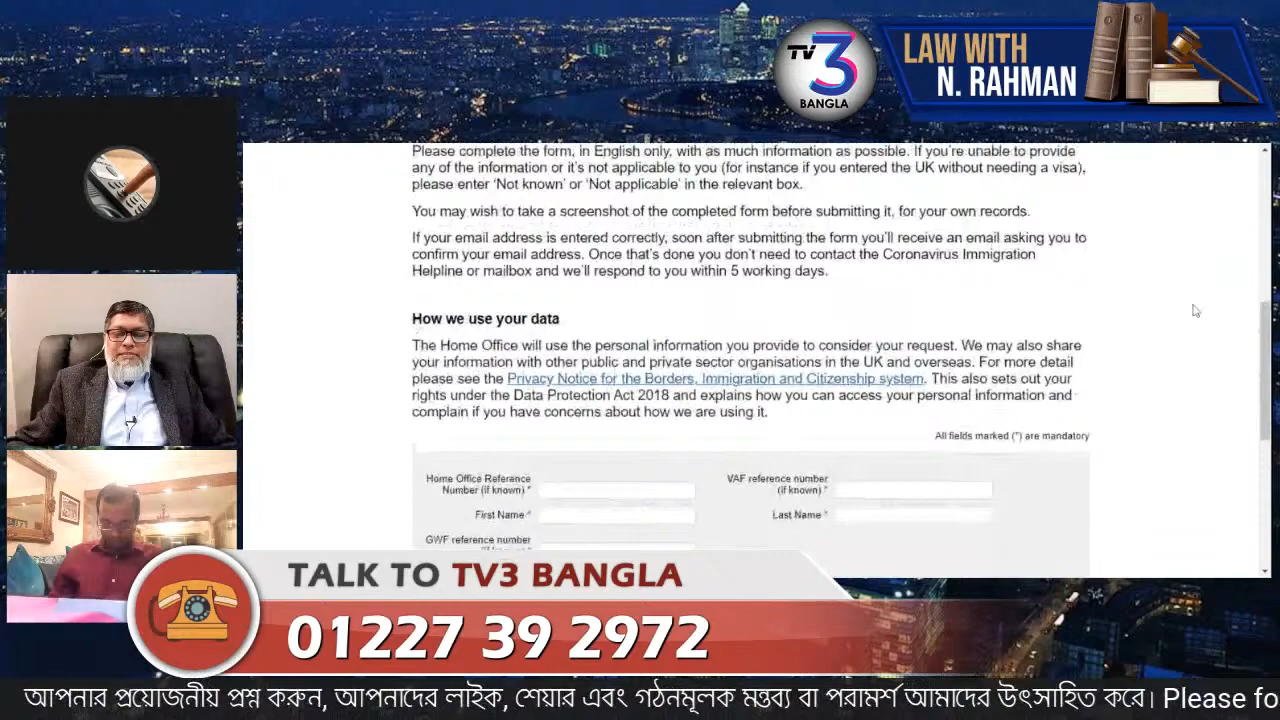 TV3
BANGLA
LAW WITH
N. RAHMAN
Please complete the form, in English only, with as much information as possible. If you're unable to provide
any of the information or it's not applicable to you (for instance if you entered the UK without needing a visa),
please enter 'Not known' or 'Not applicable' in the relevant box.
You may wish to take a screenshot of the completed form before submitting it, for your own records.
If your email address is entered correctly, soon after submitting the form you'll receive an email asking you to
confirm your email address. Once that's done you don't need to contact the Coronavirus Immigration
Helpline or mailbox and we'll respond to you within 5 working days.
How we use your data
The Home Office will use the personal information you provide to consider your request. We may also share
your information with other public and private sector organisations in the UK and overseas. For more detail
please see the Privacy Notice for the Borders, Immigration and Citizenship system. This also sets out your
rights under the Data Protection Act 2018 and explains how you can access your personal information and
complain if you have concerns about how we are using it.
All fields marked (*) are mandatory
Home Office Reference
Number (if known) *
VAF reference number
(if known) *
First Name *
Last Name *
GWF reference number
TALK TO TV3 BANGLA
01227 39 2972
আপনার প্রয়োজনীয় প্রশ্ন করুন, আপনাদের লাইক, শেয়ার এবং গঠনমূলক মন্তব্য বা পরামর্শ আমাদের উৎসাহিত করে। Please fo